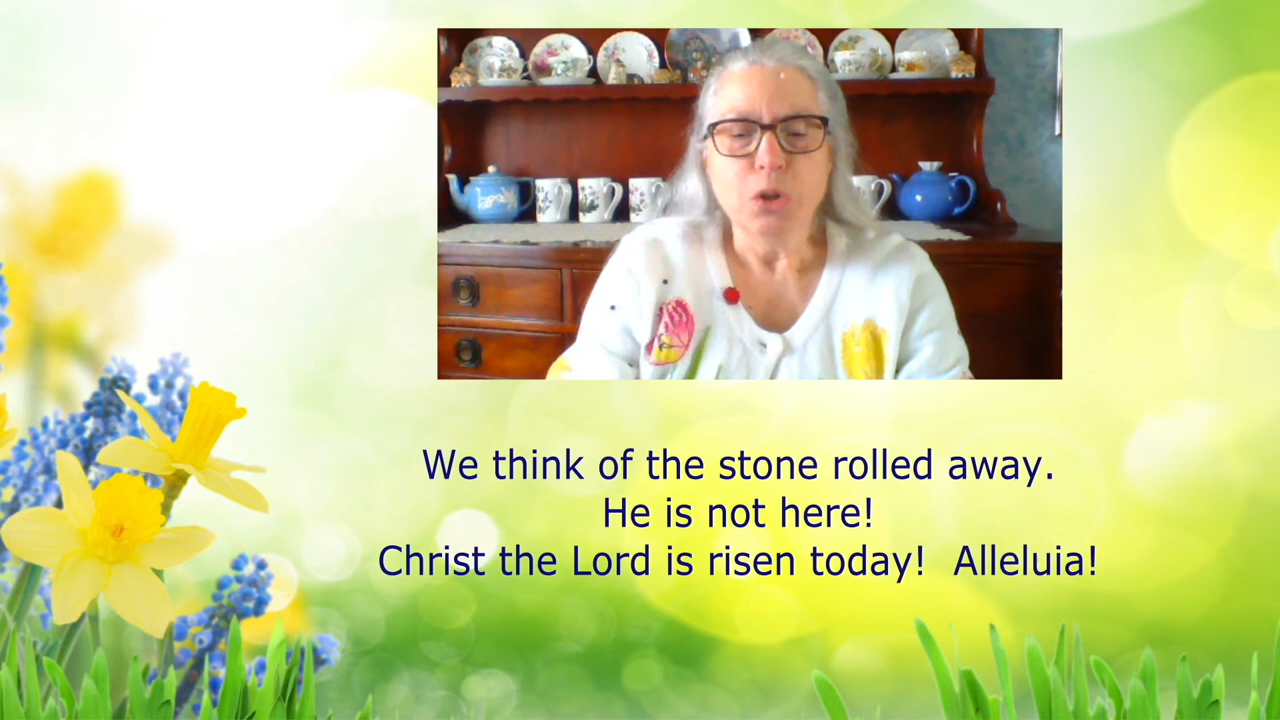 We think of the stone rolled away.
He is not here!
Christ the Lord is risen today!  Alleluia!